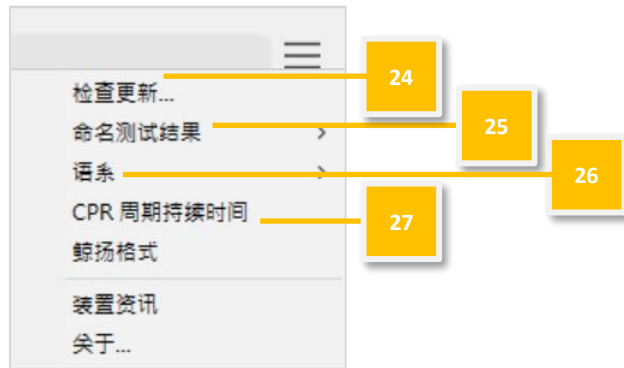 检查更新...
24
命名测试结果
25
语系
26
CPR 周期持续时间
27
鲸扬格式
装置资讯
关于...